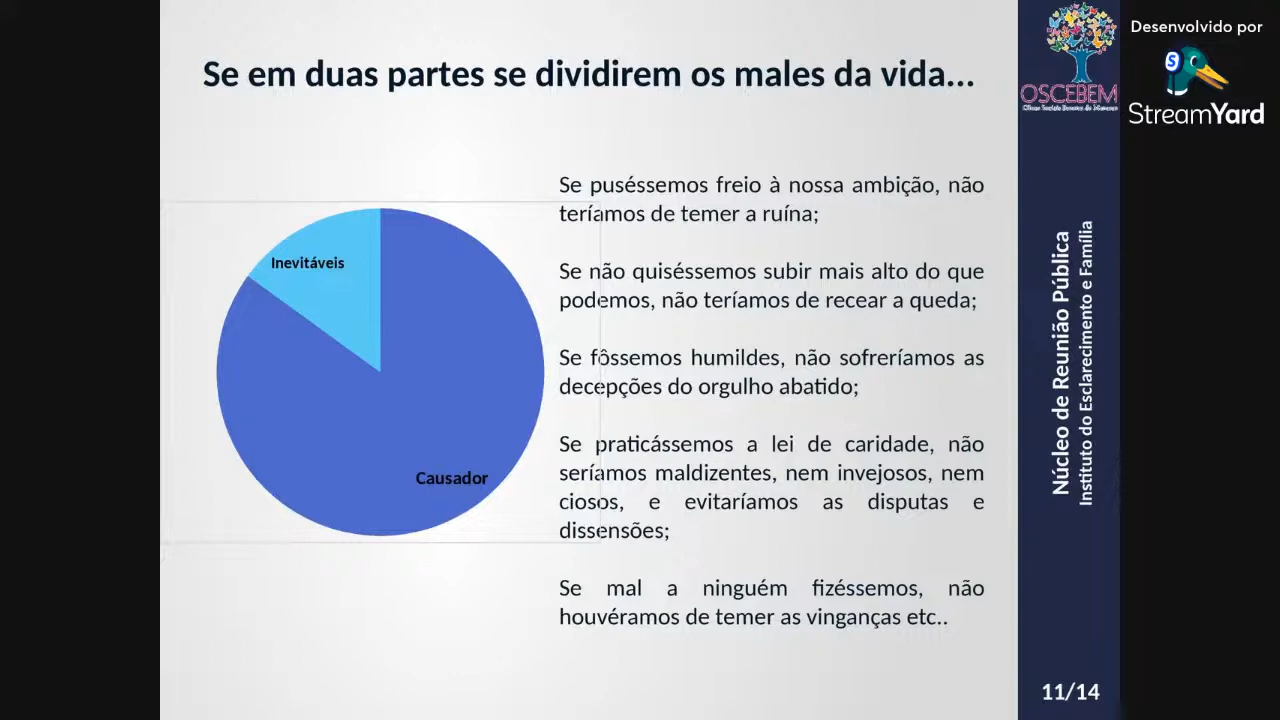 Se em duas partes se dividirem os males da vida...
Inevitáveis
Causador
Se puséssemos freio à nossa ambição, não
teríamos de temer a ruína;
Se não quiséssemos subir mais alto do que
podemos, não teríamos de recear a queda;
Se fôssemos humildes, não sofreríamos as
decepções do orgulho abatido;
Se praticássemos a lei de caridade, não
seríamos maldizentes, nem invejosos, nem
ciosos, e evitaríamos as disputas e
dissensões;
Se mal a ninguém fizéssemos, não
houvéramos de temer as vinganças etc..
OSCEBEM
Núcleo de Reunião Pública
Instituto do Esclarecimento e Família
11/14
Desenvolvido por
S
StreamYard